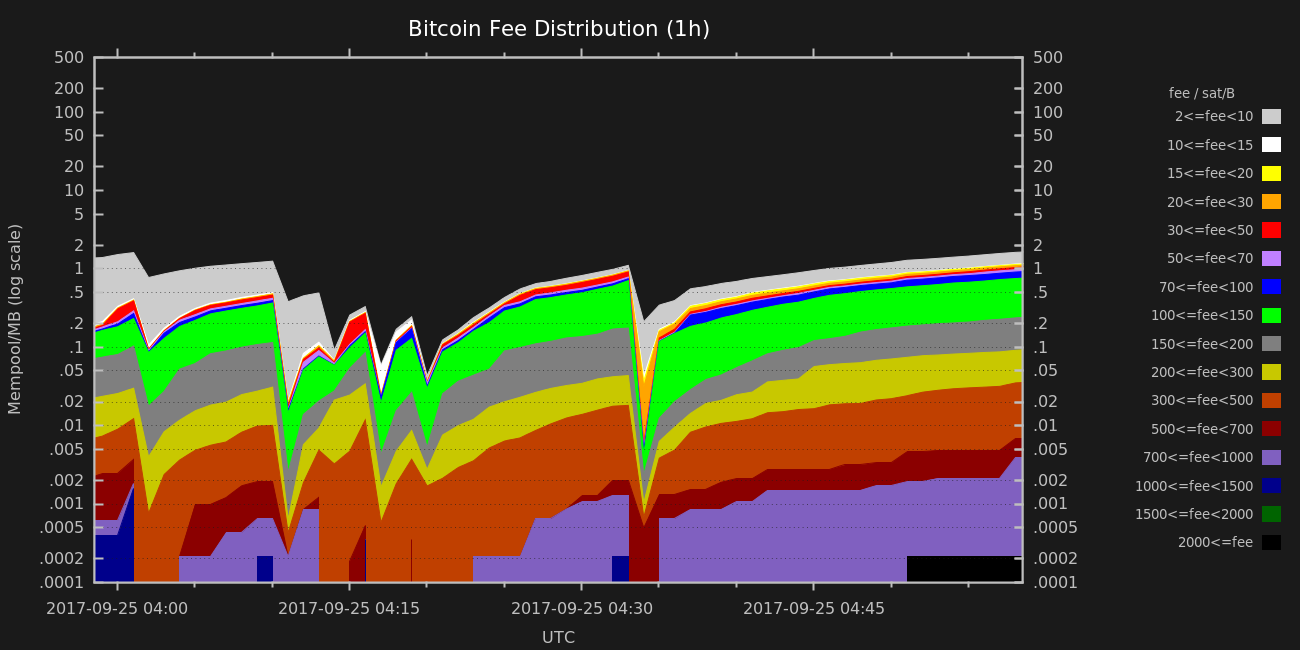 Bitcoin Fee Distribution (1h)
Mempool/MB (log scale)
500
200
100
50
20
10
5
2
1
.5
.2
.1
.05
.02
.01
.005
.002
.001
.0005
.0002
.0001
500
200
100
50
20
10
5
2
1
.5
.2
.1
.05
.02
.01
.005
.002
.001
.0005
.0002
.0001
2017-09-25 04:00
2017-09-25 04:15
2017-09-25 04:30
2017-09-25 04:45
UTC
fee / sat/B
2<=fee<10
10<=fee<15
15<=fee<20
20<=fee<30
30<=fee<50
50<=fee<70
70<=fee<100
100<=fee<150
150<=fee<200
200<=fee<300
300<=fee<500
500<=fee<700
700<=fee<1000
1000<=fee<1500
1500<=fee<2000
2000<=fee